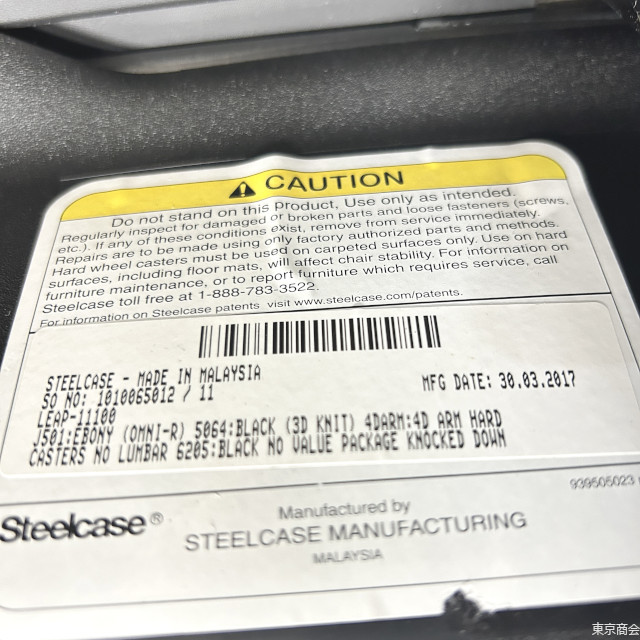 CAUTION
Do not stand on this product, Use only as intended.
Regularly inspect for damaged or broken parts and loose fasteners (screws,
etc.). If any of these conditions exist, remove from service immediately.
Repairs are to be made using only factory authorized parts and methods.
Hard wheel casters must be used on carpeted surfaces only. Use on hard
surfaces, including floor mats, will affect chair stability. For information on
furniture maintenance, or to report furniture which requires service, call
Steelcase toll free at 1-888-783-3522.
For information on Steelcase patents visit www.steelcase.com/patents.
STEELCASE - MADE IN MALAYSIA
MFG DATE: 30.03.2017
SO NO: 1010065012 / 11
LEAP-11100
J501:EBONY (OMNI-R) 5064:BLACK (3D KNIT) 4DARM:4D ARM HARD
CASTERS NO LUMBAR 6205:BLACK NO VALUE PACKAGE KNOCKED DOWN
939505023
Steelcase®
Manufactured by
STEELCASE MANUFACTURING
MALAYSIA
東京商会